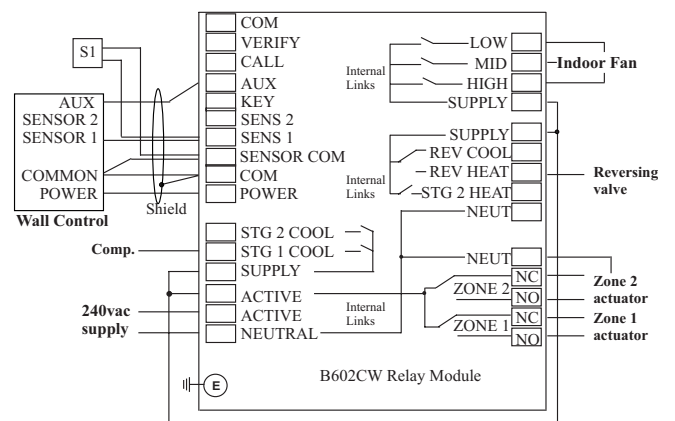 S1
AUX
SENSOR 2
SENSOR 1
COMMON
POWER
Wall Control
Shield
Comp.
240vac
supply
COM
VERIFY
CALL
AUX
KEY
SENS 2
SENS 1
SENSOR COM
COM
POWER
STG 2 COOL
STG 1 COOL
SUPPLY
ACTIVE
ACTIVE
NEUTRAL
E
Internal
Links
LOW
MID
HIGH
SUPPLY
Indoor Fan
Internal
Links
SUPPLY
REV COOL
REV HEAT
STG 2 HEAT
NEUT
Reversing
valve
Internal
Links
NEUT
ZONE 2
NC
NO
ZONE 1
NC
NO
Zone 2
actuator
Zone 1
actuator
B602CW Relay Module